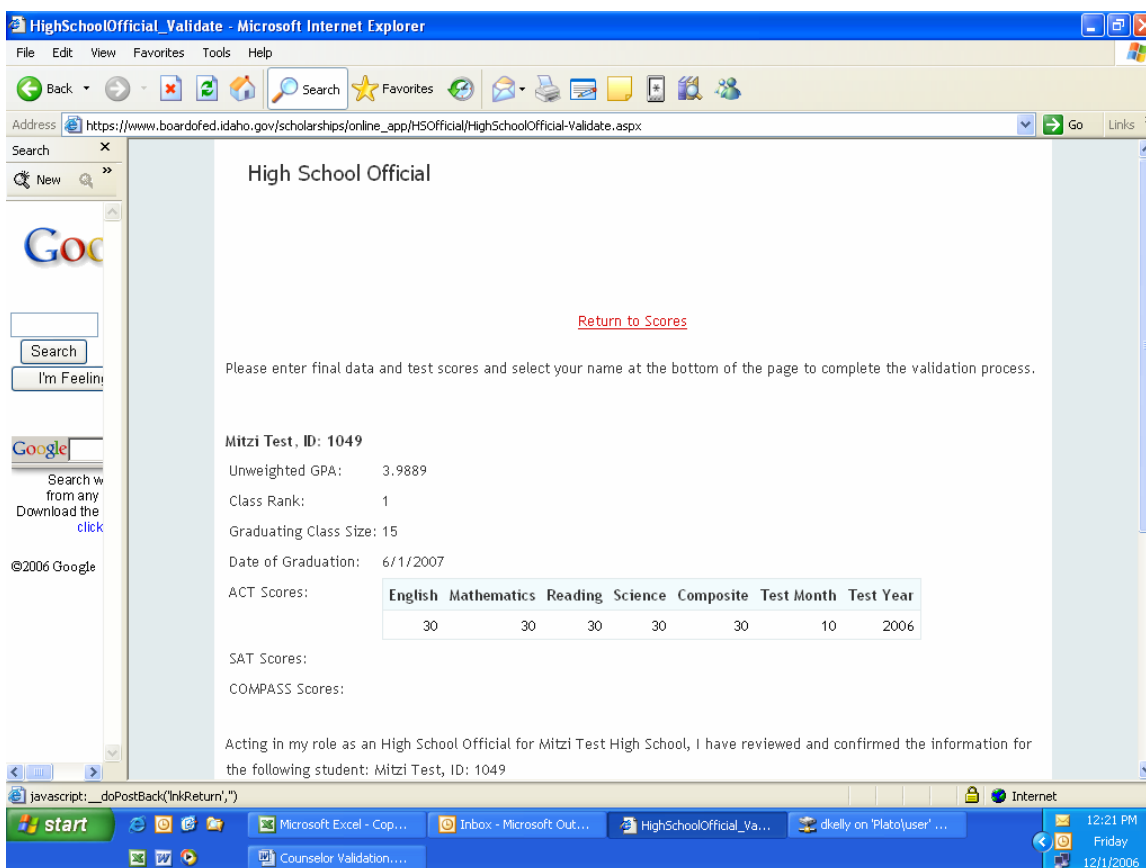 HighSchoolOfficial_Validate - Microsoft Internet Explorer
File Edit View Favorites Tools Help
Back Search Favorites
Address https://www.boardofed.idaho.gov/scholarships/online_app/HSOfficial/HighSchoolOfficial-Validate.aspx Go Links
Search
New
Goo
Search
I'm Feeling
Google
Search w
from any
Download the
click
©2006 Google
High School Official
Return to Scores
Please enter final data and test scores and select your name at the bottom of the page to complete the validation process.
Mitzi Test, ID: 1049
Unweighted GPA: 3.9889
Class Rank: 1
Graduating Class Size: 15
Date of Graduation: 6/1/2007
ACT Scores:
English Mathematics Reading Science Composite Test Month Test Year
30 30 30 30 30 10 2006
SAT Scores:
COMPASS Scores:
Acting in my role as an High School Official for Mitzi Test High School, I have reviewed and confirmed the information for
the following student: Mitzi Test, ID: 1049
javascript:__doPostBack('lnkReturn','') Internet
start Microsoft Excel - Cop... Inbox - Microsoft Out... HighSchoolOfficial_Va... dkelly on 'Plato\user' ... 12:21 PM
Friday
Counselor Validation.... 12/1/2006